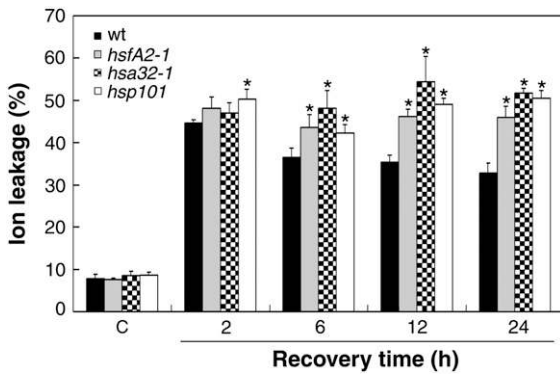 wt
hsfA2-1
hsa32-1
hsp101
Ion leakage (%)
80
70
60
50
40
30
20
10
0
*
* * *
* * *
* * *
C 2 6 12 24
Recovery time (h)